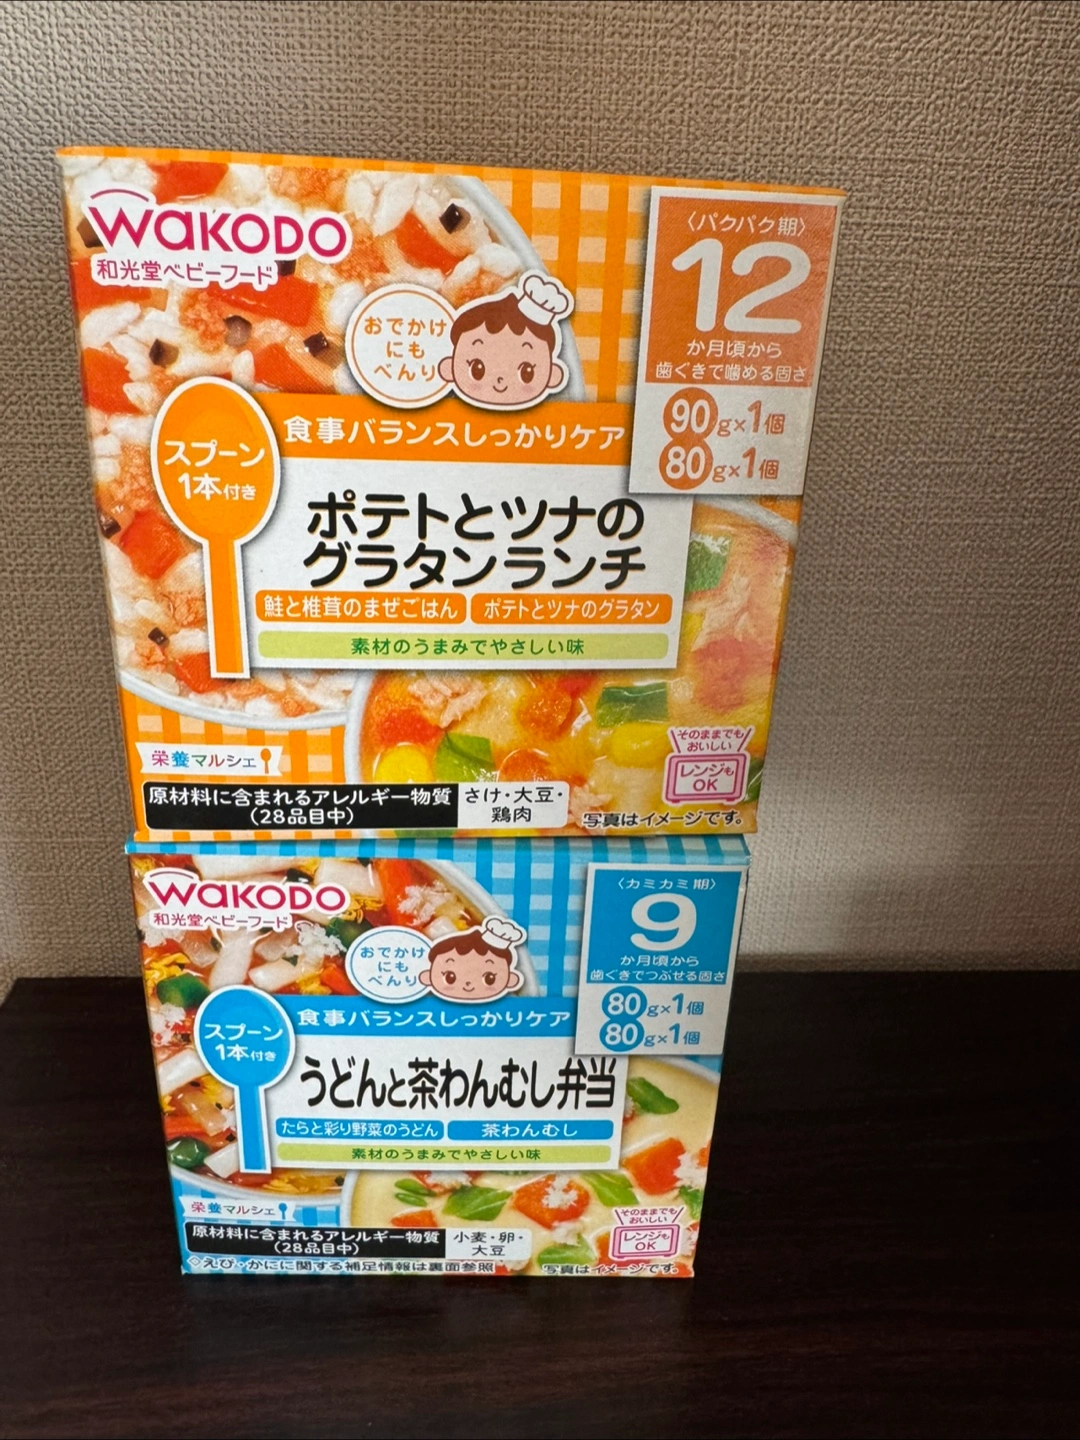 WaKODO
和光堂ベビーフード
おでかけ
にも
べんり
〈パクパク期〉
12
か月頃から
歯ぐきで噛める固さ
90g×1個
80g×1個
食事バランスしっかりケア
スプーン
1本付き
ポテトとツナの
グラタンランチ
鮭と椎茸のまぜごはん
ポテトとツナのグラタン
素材のうまみでやさしい味
栄養マルシェ
そのままでも
おいしい
レンジも
OK
原材料に含まれるアレルギー物質
(28品目中)
さけ・大豆・
鶏肉
写真はイメージです。
WaKODO
和光堂ベビーフード
おでかけ
にも
べんり
〈カミカミ期〉
9
か月頃から
歯ぐきでつぶせる固さ
80g×1個
80g×1個
食事バランスしっかりケア
スプーン
1本付き
うどんと茶わんむし弁当
たらと彩り野菜のうどん
茶わんむし
素材のうまみでやさしい味
栄養マルシェ
そのままでも
おいしい
レンジも
OK
原材料に含まれるアレルギー物質
(28品目中)
小麦・卵・
大豆
◇えび・かにに関する補足情報は裏面参照
写真はイメージです。